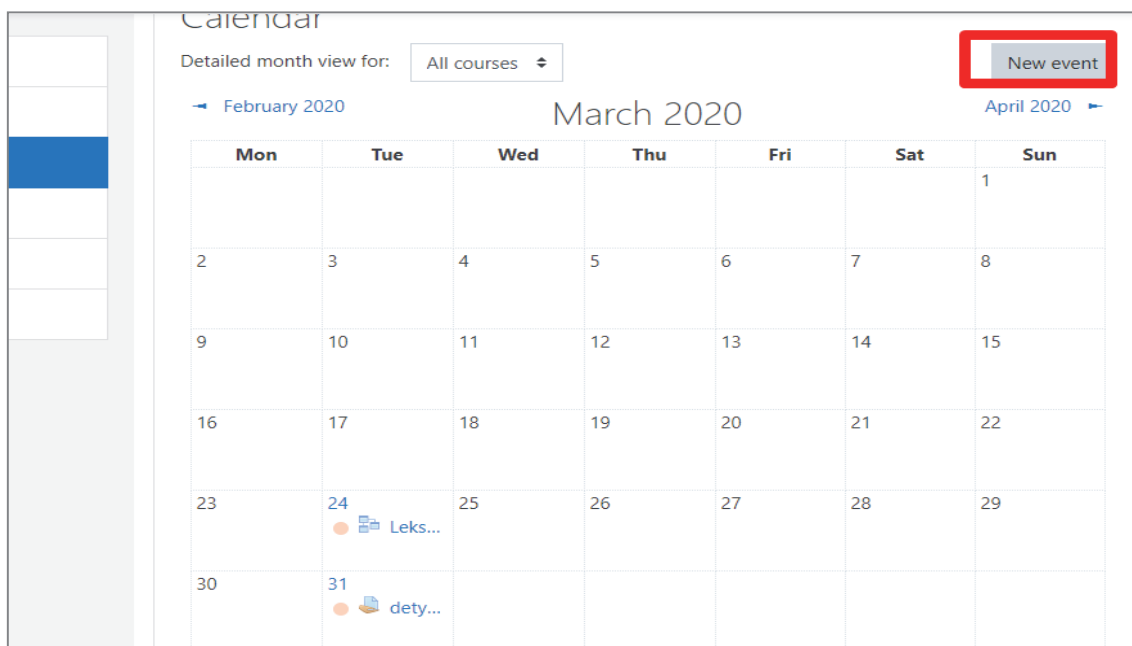 Calendar
Detailed month view for: All courses New event
February 2020 March 2020 April 2020
Mon Tue Wed Thu Fri Sat Sun
1
2 3 4 5 6 7 8
9 10 11 12 13 14 15
16 17 18 19 20 21 22
23 24 25 26 27 28 29
Leks...
30 31
dety...